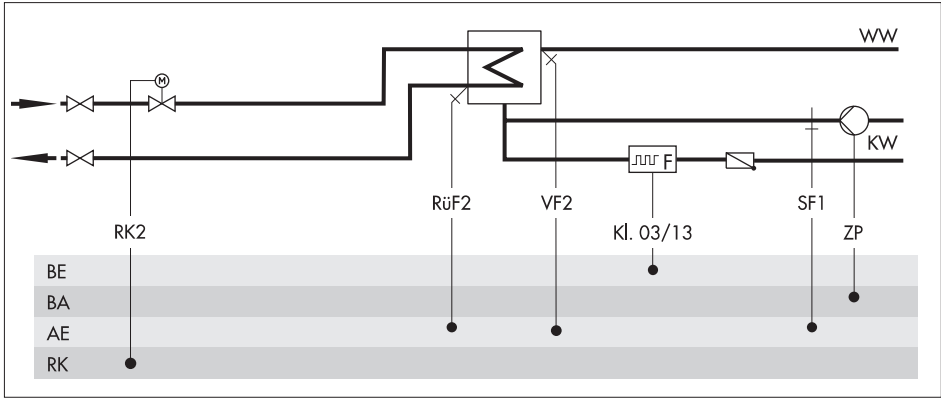 WW
M
F
KW
RüF2
VF2
SF1
RK2
Kl. 03/13
ZP
BE
BA
AE
RK